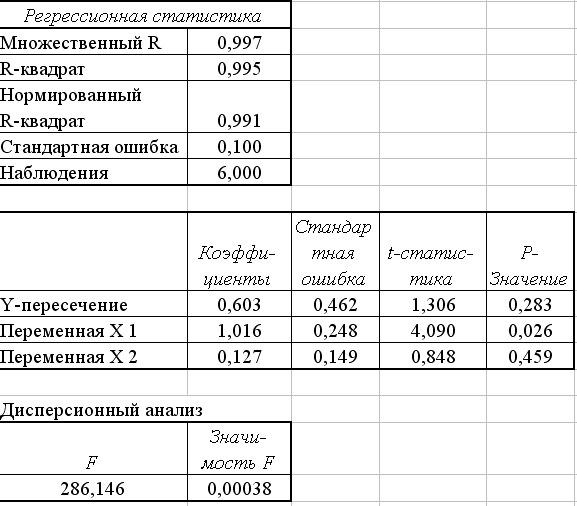 Регрессионная статистика
Множественный R 0,997
R-квадрат 0,995
Нормированный
R-квадрат 0,991
Стандартная ошибка 0,100
Наблюдения 6,000
Коэффи-
циенты
Стандар
тная
ошибка
t-статис-
тика
P-
Значение
Y-пересечение 0,603 0,462 1,306 0,283
Переменная X 1 1,016 0,248 4,090 0,026
Переменная X 2 0,127 0,149 0,848 0,459
Дисперсионный анализ
F
Значи-
мость F
286,146 0,00038